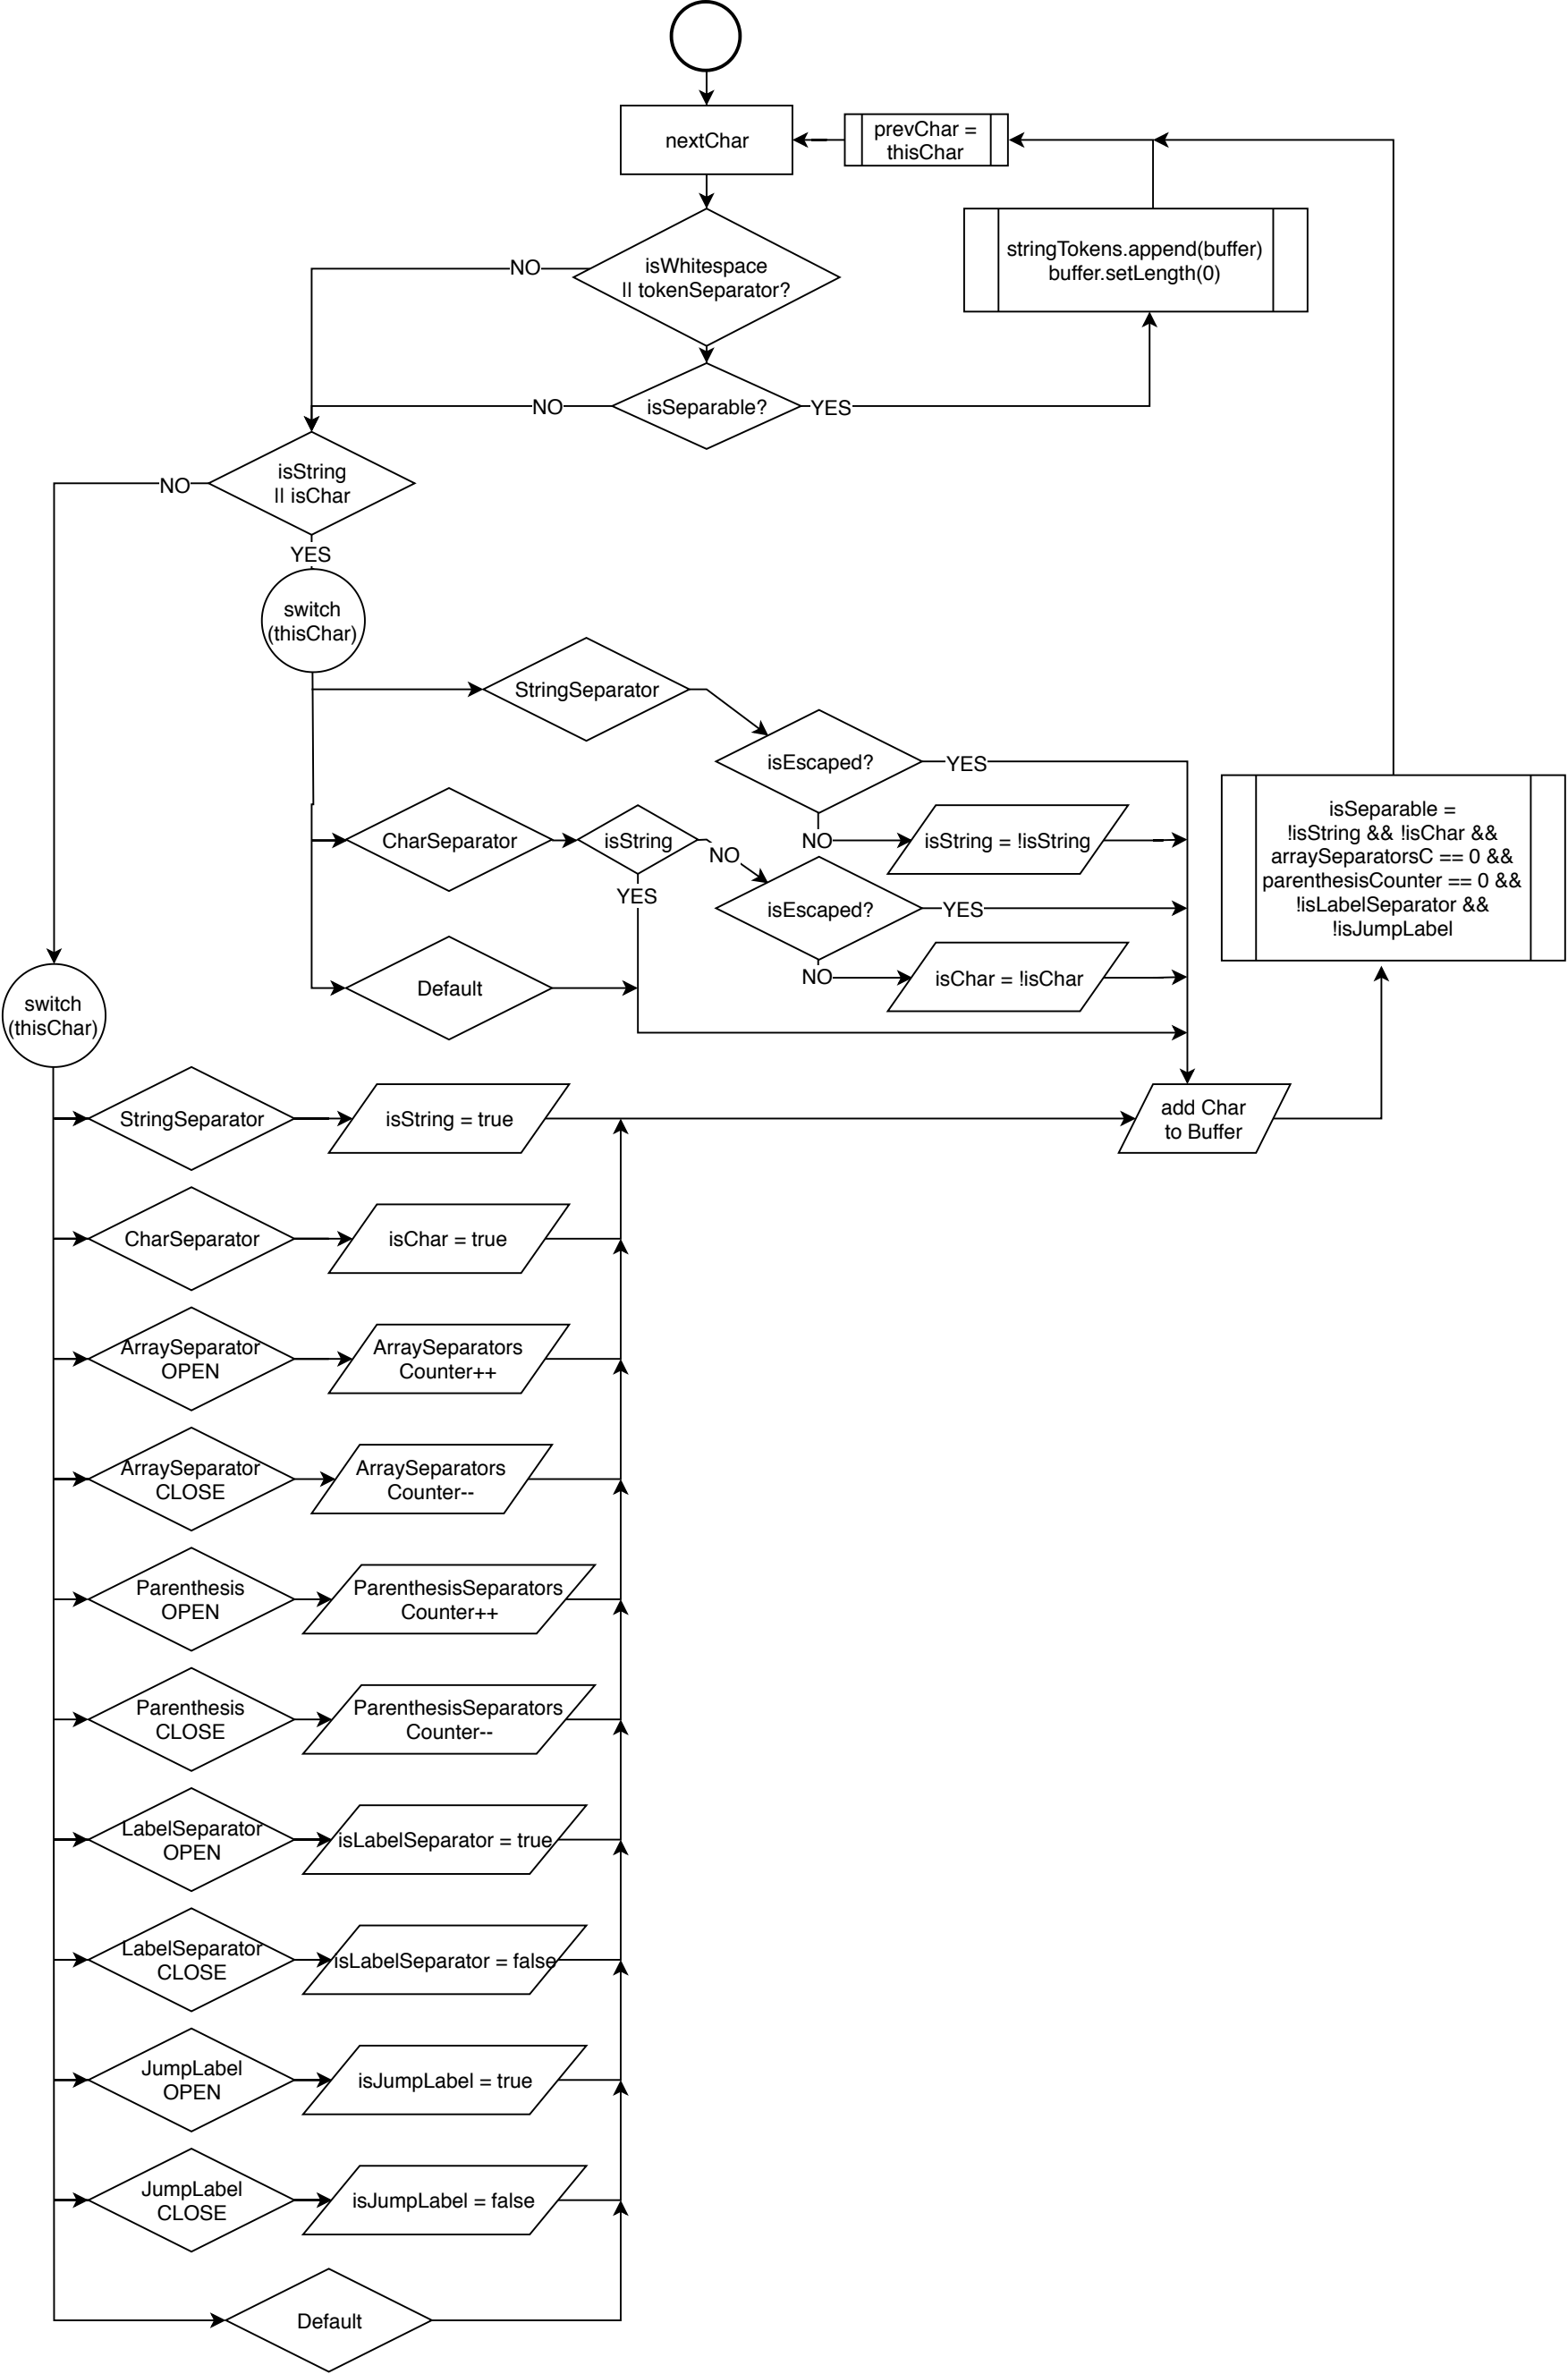 nextChar
prevChar =
thisChar
stringTokens.append(buffer)
buffer.setLength(0)
isWhitespace
|| tokenSeparator?
NO
isSeparable?
NO
YES
isString
|| isChar
NO
YES
switch
(thisChar)
StringSeparator
isEscaped?
YES
NO
isString = !isString
CharSeparator
isString
NO
YES
isEscaped?
YES
NO
isChar = !isChar
Default
isSeparable =
!isString && !isChar &&
arraySeparatorsC == 0 &&
parenthesisCounter == 0 &&
!isLabelSeparator &&
!isJumpLabel
switch
(thisChar)
StringSeparator
isString = true
add Char
to Buffer
CharSeparator
isChar = true
ArraySeparator
OPEN
ArraySeparators
Counter++
ArraySeparator
CLOSE
ArraySeparators
Counter--
Parenthesis
OPEN
ParenthesisSeparators
Counter++
Parenthesis
CLOSE
ParenthesisSeparators
Counter--
LabelSeparator
OPEN
isLabelSeparator = true
LabelSeparator
CLOSE
isLabelSeparator = false
JumpLabel
OPEN
isJumpLabel = true
JumpLabel
CLOSE
isJumpLabel = false
Default